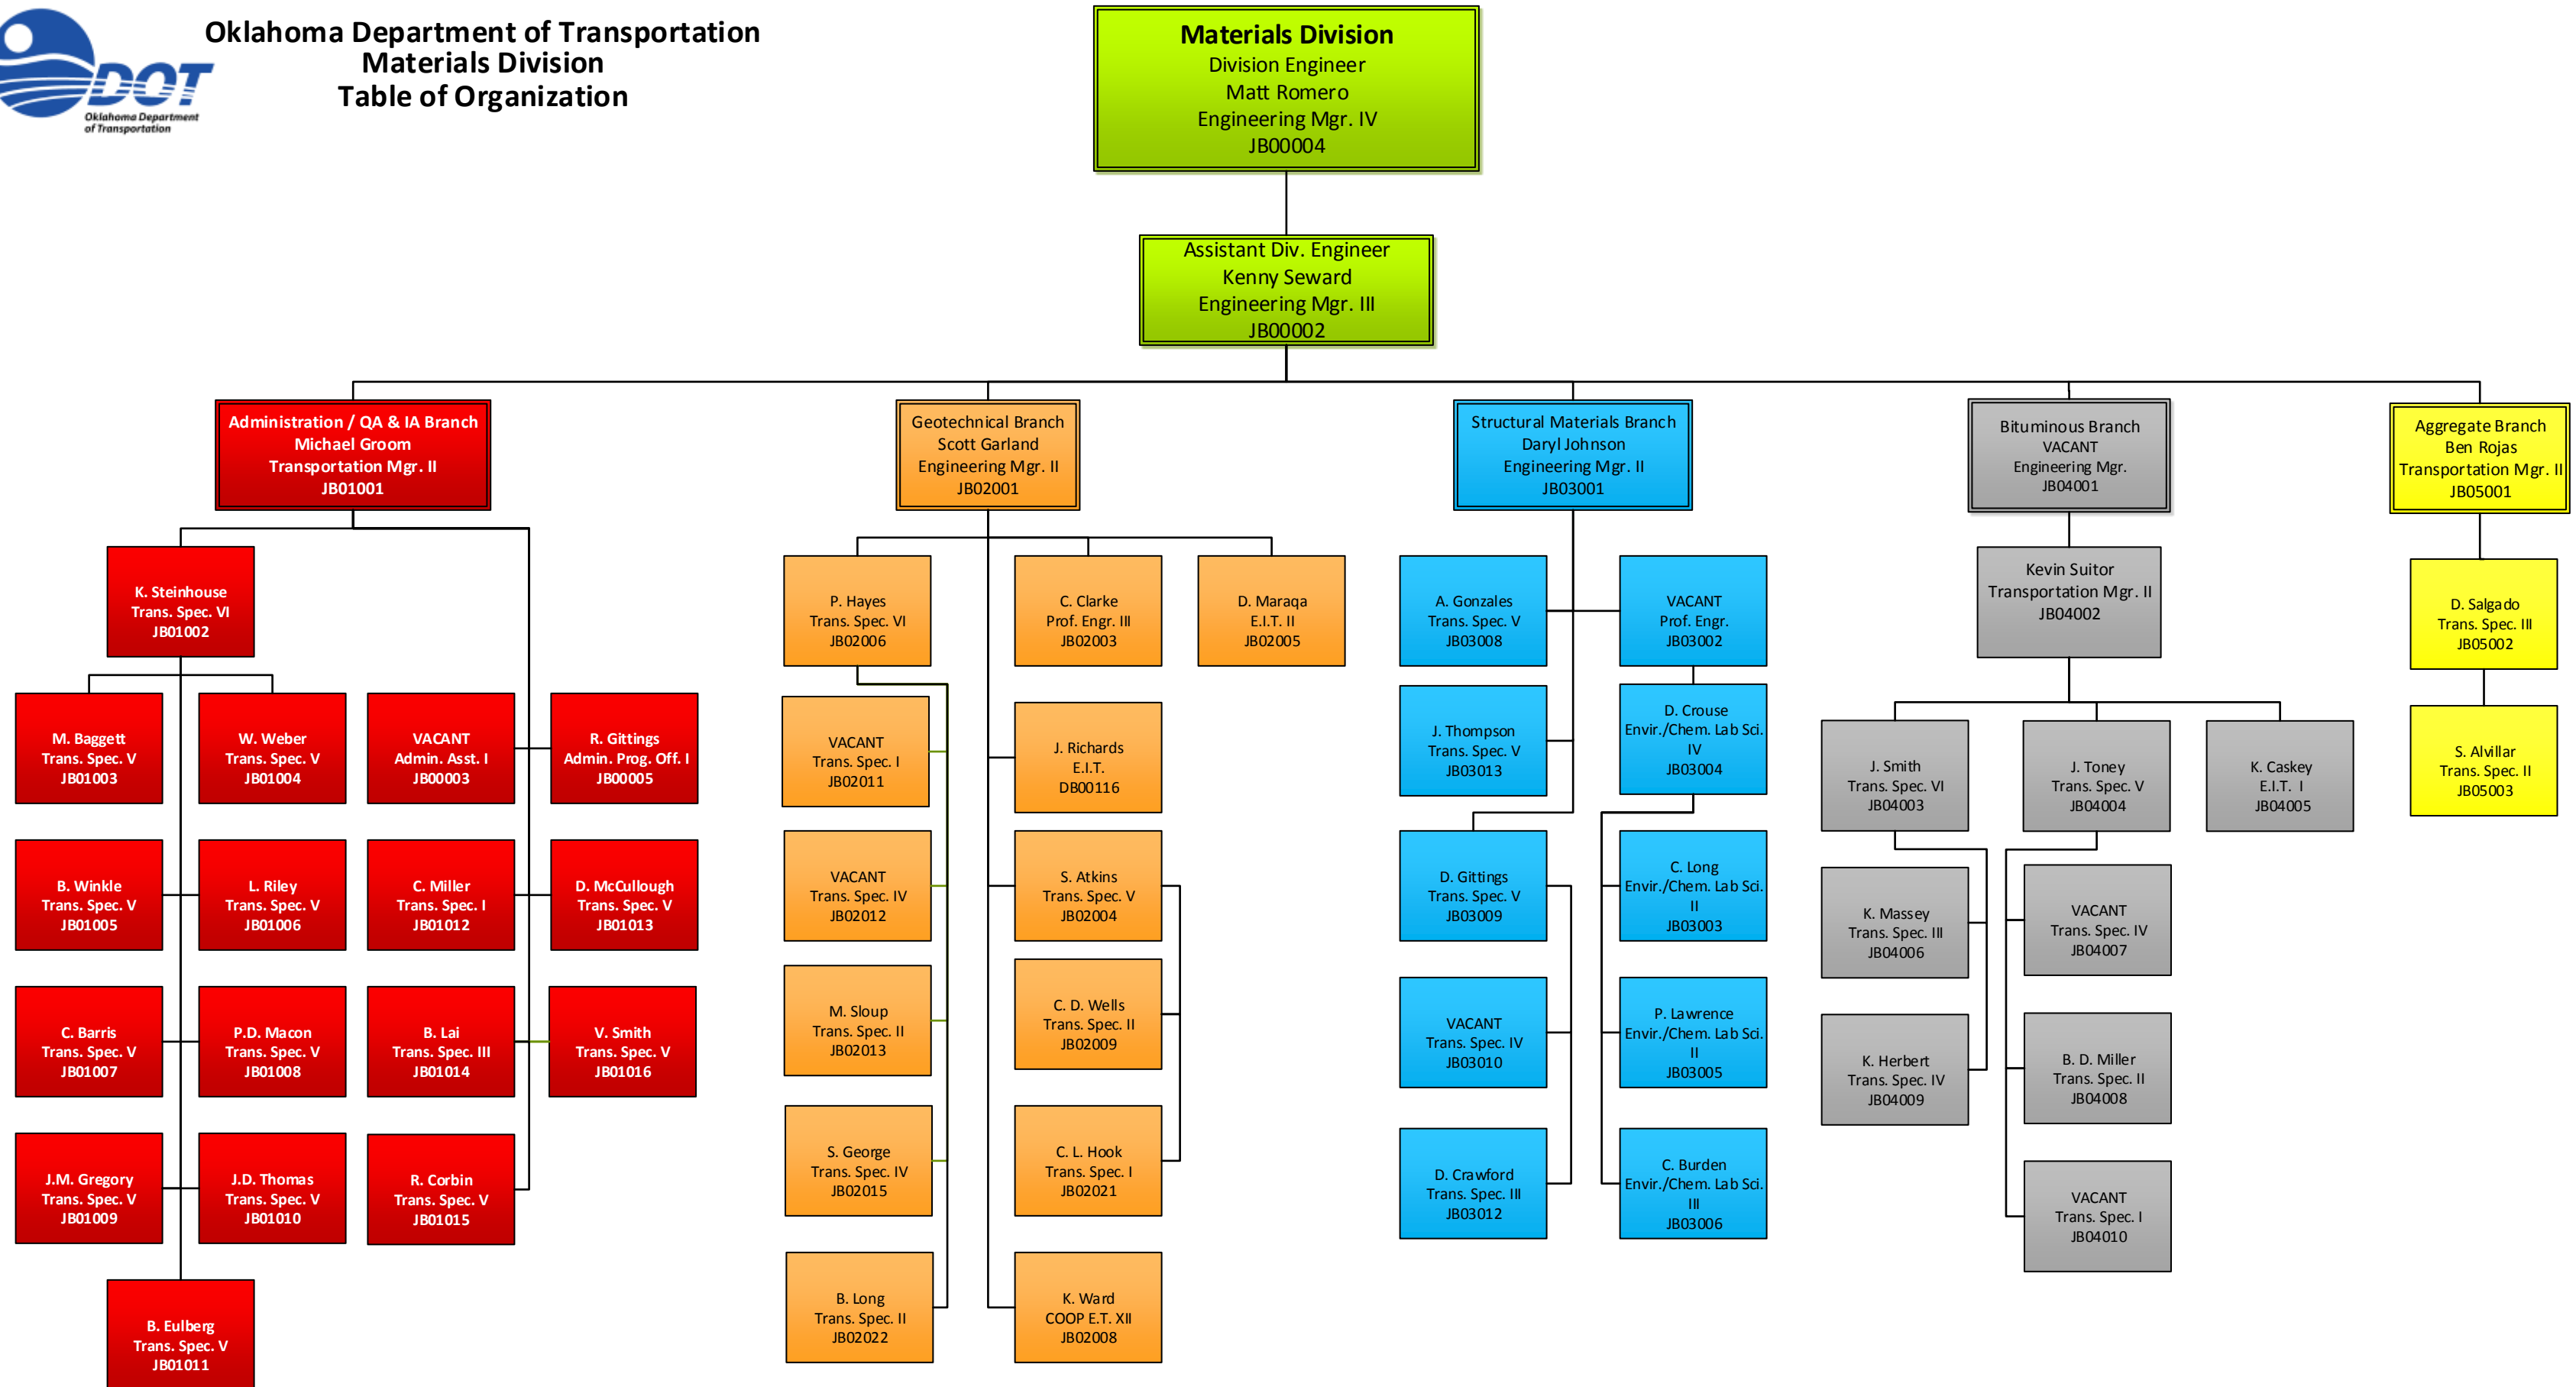 DOT
Oklahoma Department
of Transportation
Oklahoma Department of Transportation
Materials Division
Table of Organization
Materials Division
Division Engineer
Matt Romero
Engineering Mgr. IV
JB00004
Assistant Div. Engineer
Kenny Seward
Engineering Mgr. III
JB00002
Administration / QA & IA Branch
Michael Groom
Transportation Mgr. II
JB01001
Geotechnical Branch
Scott Garland
Engineering Mgr. II
JB02001
Structural Materials Branch
Daryl Johnson
Engineering Mgr. II
JB03001
Bituminous Branch
VACANT
Engineering Mgr.
JB04001
Aggregate Branch
Ben Rojas
Transportation Mgr. II
JB05001
K. Steinhouse
Trans. Spec. VI
JB01002
M. Baggett
Trans. Spec. V
JB01003
W. Weber
Trans. Spec. V
JB01004
VACANT
Admin. Asst. I
JB00003
R. Gittings
Admin. Prog. Off. I
JB00005
B. Winkle
Trans. Spec. V
JB01005
L. Riley
Trans. Spec. V
JB01006
C. Miller
Trans. Spec. I
JB01012
D. McCullough
Trans. Spec. V
JB01013
C. Barris
Trans. Spec. V
JB01007
P.D. Macon
Trans. Spec. V
JB01008
B. Lai
Trans. Spec. III
JB01014
V. Smith
Trans. Spec. V
JB01016
J.M. Gregory
Trans. Spec. V
JB01009
J.D. Thomas
Trans. Spec. V
JB01010
R. Corbin
Trans. Spec. V
JB01015
B. Eulberg
Trans. Spec. V
JB01011
P. Hayes
Trans. Spec. VI
JB02006
C. Clarke
Prof. Engr. III
JB02003
D. Maraqa
E.I.T. II
JB02005
VACANT
Trans. Spec. I
JB02011
J. Richards
E.I.T.
DB00116
VACANT
Trans. Spec. IV
JB02012
S. Atkins
Trans. Spec. V
JB02004
M. Sloup
Trans. Spec. II
JB02013
C. D. Wells
Trans. Spec. II
JB02009
S. George
Trans. Spec. IV
JB02015
C. L. Hook
Trans. Spec. I
JB02021
B. Long
Trans. Spec. II
JB02022
K. Ward
COOP E.T. XII
JB02008
A. Gonzales
Trans. Spec. V
JB03008
VACANT
Prof. Engr.
JB03002
J. Thompson
Trans. Spec. V
JB03013
D. Crouse
Envir./Chem. Lab Sci.
IV
JB03004
D. Gittings
Trans. Spec. V
JB03009
C. Long
Envir./Chem. Lab Sci.
II
JB03003
VACANT
Trans. Spec. IV
JB03010
P. Lawrence
Envir./Chem. Lab Sci.
II
JB03005
D. Crawford
Trans. Spec. III
JB03012
C. Burden
Envir./Chem. Lab Sci.
III
JB03006
Kevin Suitor
Transportation Mgr. II
JB04002
J. Smith
Trans. Spec. VI
JB04003
J. Toney
Trans. Spec. V
JB04004
K. Caskey
E.I.T. I
JB04005
K. Massey
Trans. Spec. III
JB04006
VACANT
Trans. Spec. IV
JB04007
K. Herbert
Trans. Spec. IV
JB04009
B. D. Miller
Trans. Spec. II
JB04008
VACANT
Trans. Spec. I
JB04010
D. Salgado
Trans. Spec. III
JB05002
S. Alvillar
Trans. Spec. II
JB05003